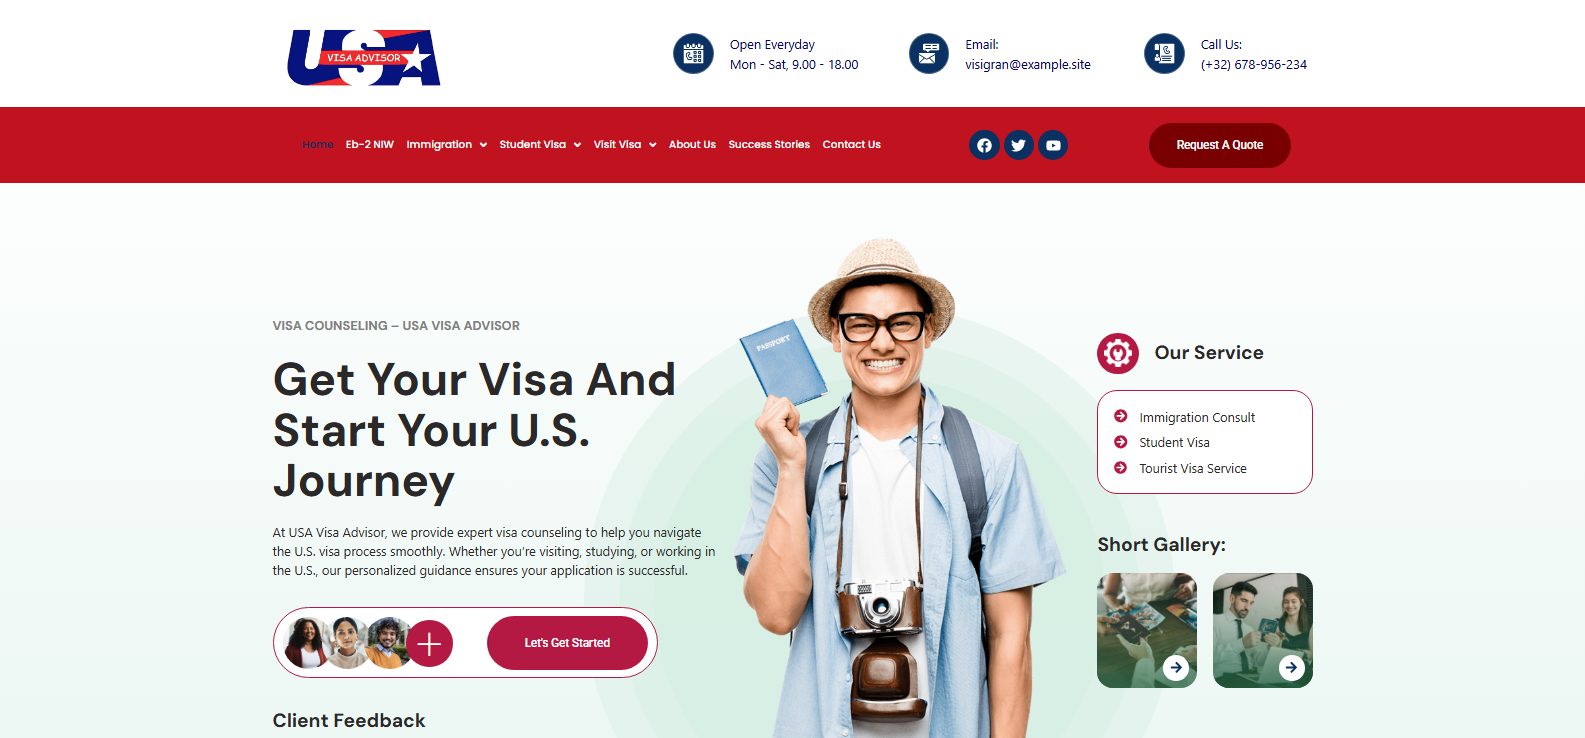 USA
VISA ADVISOR
Open Everyday
Mon - Sat, 9.00 - 18.00
Email:
visigran@example.site
Call Us:
(+32) 678-956-234
Home Eb-2 NIW Immigration Student Visa Visit Visa About Us Success Stories Contact Us
Request A Quote
VISA COUNSELING – USA VISA ADVISOR
Get Your Visa And
Start Your U.S.
Journey
At USA Visa Advisor, we provide expert visa counseling to help you navigate
the U.S. visa process smoothly. Whether you're visiting, studying, or working in
the U.S., our personalized guidance ensures your application is successful.
Let's Get Started
Client Feedback
PASSPORT
Our Service
Immigration Consult
Student Visa
Tourist Visa Service
Short Gallery: